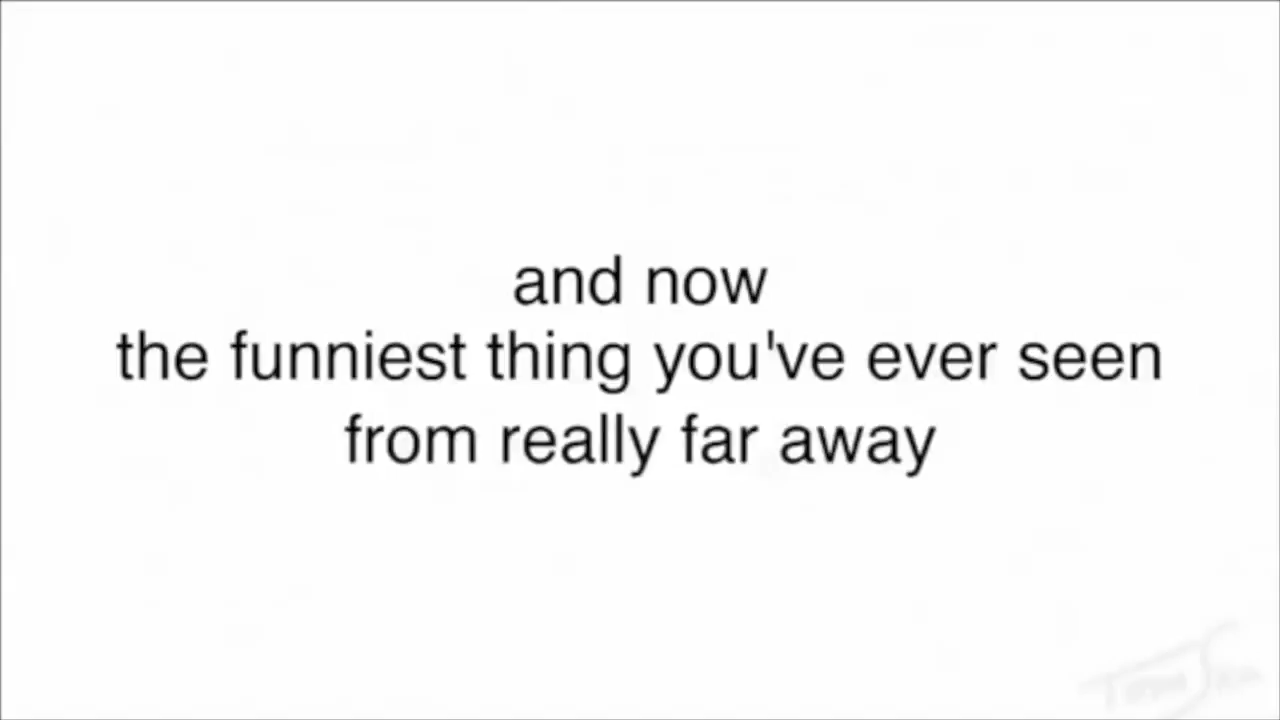 and now
the funniest thing you've ever seen
from really far away